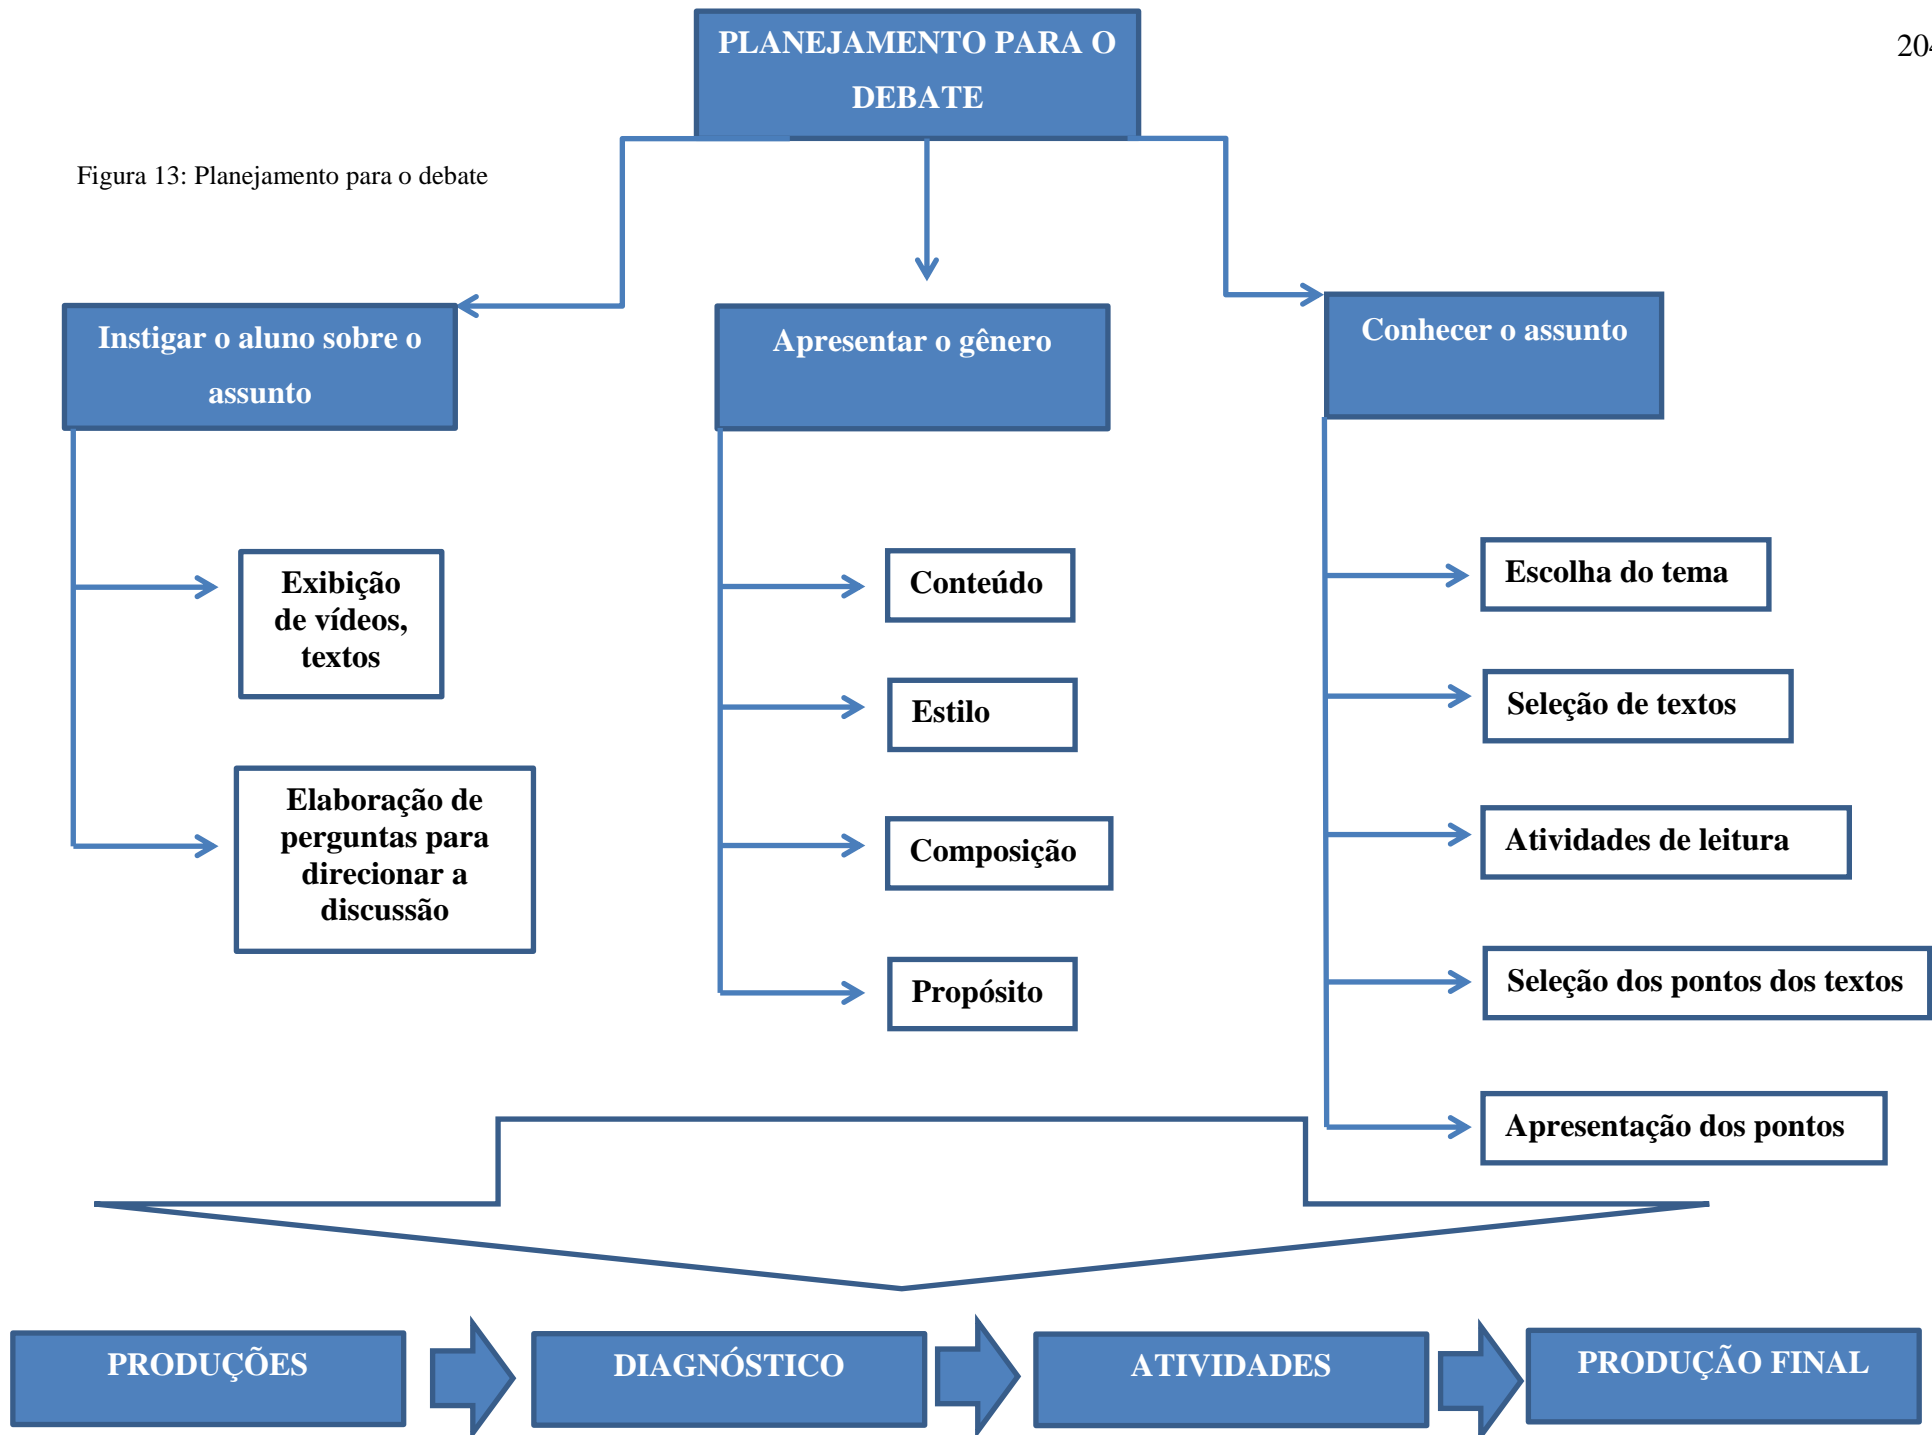 204
PLANEJAMENTO PARA O
DEBATE
Figura 13: Planejamento para o debate
Instigar o aluno sobre o
assunto
Exibição
de vídeos,
textos
Elaboração de
perguntas para
direcionar a
discussão
Apresentar o gênero
Conteúdo
Estilo
Composição
Propósito
Conhecer o assunto
Escolha do tema
Seleção de textos
Atividades de leitura
Seleção dos pontos dos textos
Apresentação dos pontos
PRODUÇÕES
DIAGNÓSTICO
ATIVIDADES
PRODUÇÃO FINAL